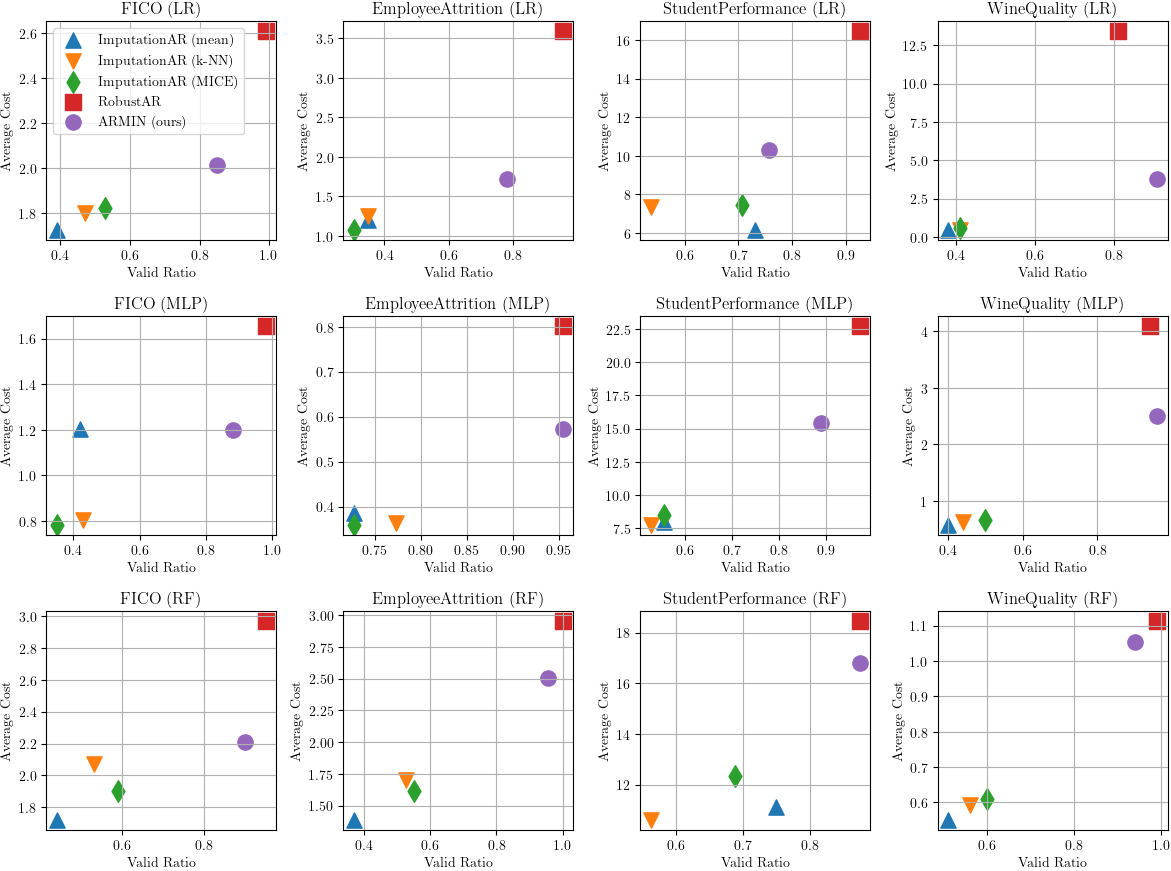 FICO (LR)
2.6
2.4
2.2
2.0
1.8
Average Cost
0.4 0.6 0.8 1.0
Valid Ratio
ImputationAR (mean)
ImputationAR (k-NN)
ImputationAR (MICE)
RobustAR
ARMIN (ours)
EmployeeAttrition (LR)
3.5
3.0
2.5
2.0
1.5
1.0
Average Cost
0.4 0.6 0.8
Valid Ratio
StudentPerformance (LR)
16
14
12
10
8
6
Average Cost
0.6 0.7 0.8 0.9
Valid Ratio
WineQuality (LR)
12.5
10.0
7.5
5.0
2.5
0.0
Average Cost
0.4 0.6 0.8
Valid Ratio
FICO (MLP)
1.6
1.4
1.2
1.0
0.8
Average Cost
0.4 0.6 0.8 1.0
Valid Ratio
EmployeeAttrition (MLP)
0.8
0.7
0.6
0.5
0.4
Average Cost
0.75 0.80 0.85 0.90 0.95
Valid Ratio
StudentPerformance (MLP)
22.5
20.0
17.5
15.0
12.5
10.0
7.5
Average Cost
0.6 0.7 0.8 0.9
Valid Ratio
WineQuality (MLP)
4
3
2
1
Average Cost
0.4 0.6 0.8
Valid Ratio
FICO (RF)
3.0
2.8
2.6
2.4
2.2
2.0
1.8
Average Cost
0.6 0.8
Valid Ratio
EmployeeAttrition (RF)
3.00
2.75
2.50
2.25
2.00
1.75
1.50
Average Cost
0.4 0.6 0.8 1.0
Valid Ratio
StudentPerformance (RF)
18
16
14
12
Average Cost
0.6 0.7 0.8
Valid Ratio
WineQuality (RF)
1.1
1.0
0.9
0.8
0.7
0.6
Average Cost
0.6 0.8 1.0
Valid Ratio